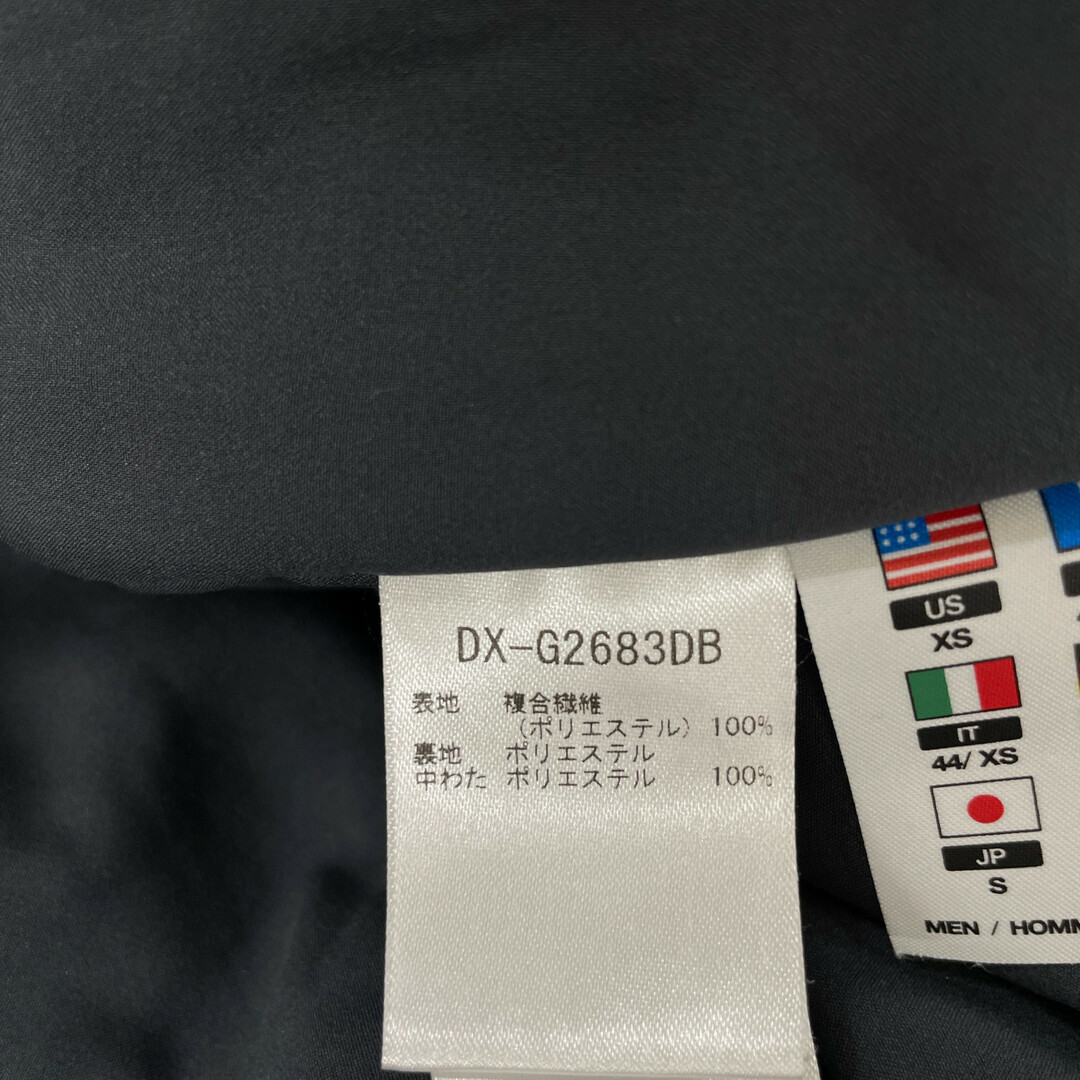 DX-G2683DB
表地 複合繊維
(ポリエステル) 100%
裏地 ポリエステル
中わた ポリエステル 100%
US
XS
IT
44/ XS
JP
S
MEN / HOMM